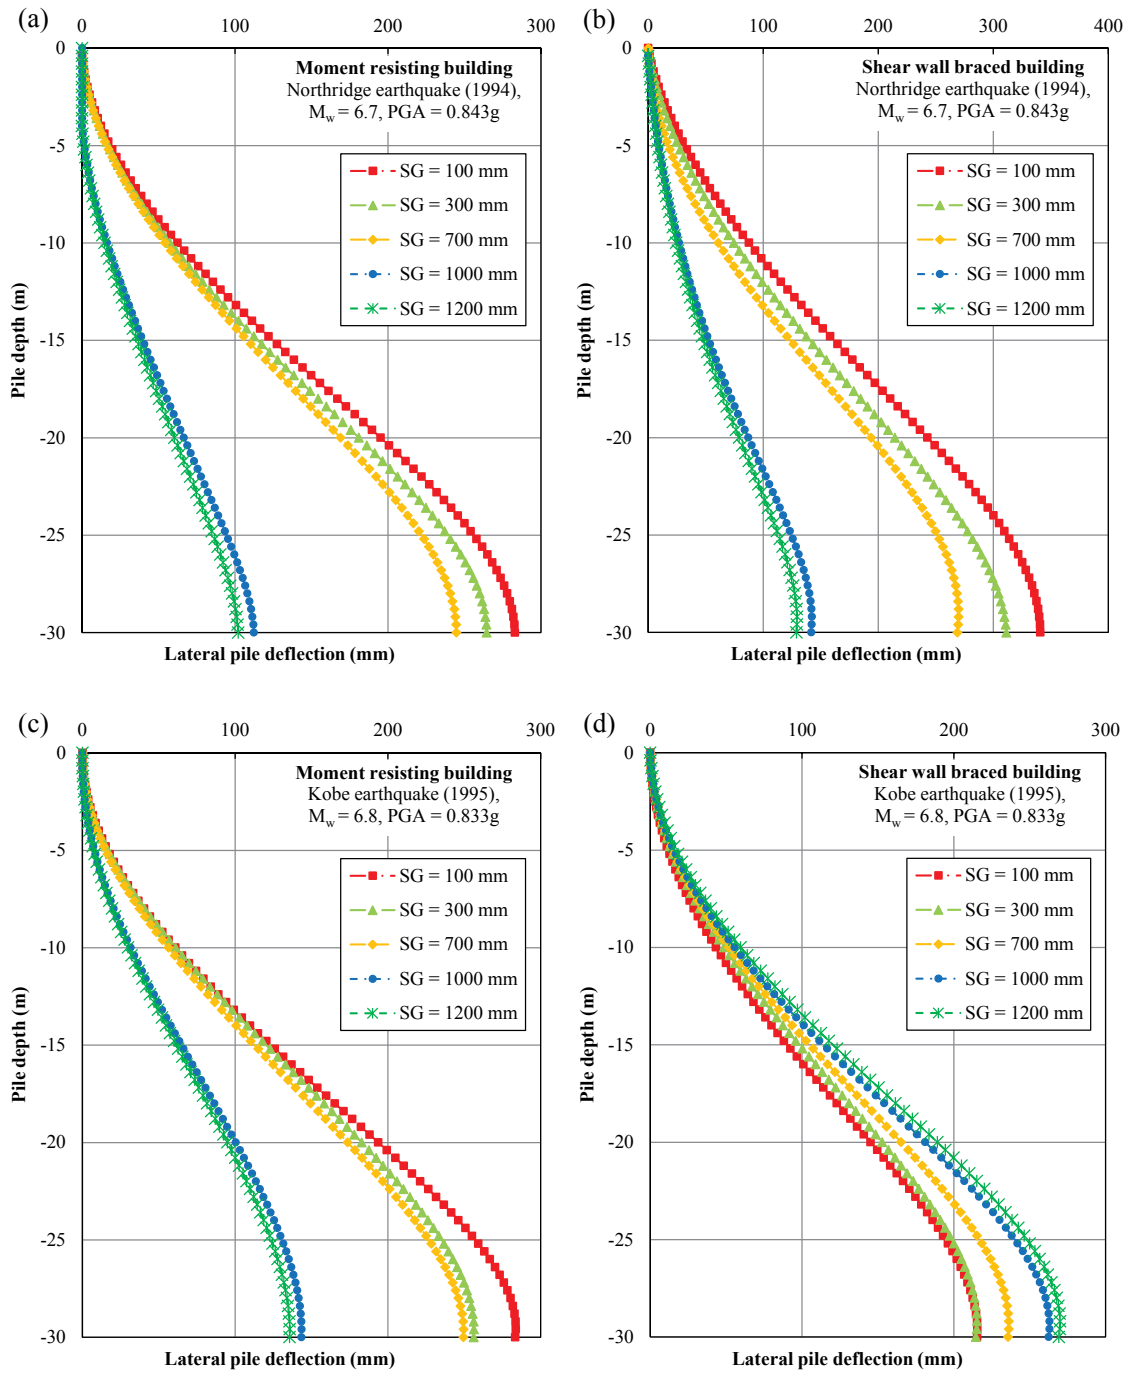 (a)
0 100 200 300
0
-5
-10
-15
-20
-25
-30
Pile depth (m)
Moment resisting building
Northridge earthquake (1994),
Mw = 6.7, PGA = 0.843g
SG = 100 mm
SG = 300 mm
SG = 700 mm
SG = 1000 mm
SG = 1200 mm
Lateral pile deflection (mm)
(b)
0 100 200 300 400
0
-5
-10
-15
-20
-25
-30
Pile depth (m)
Shear wall braced building
Northridge earthquake (1994),
Mw = 6.7, PGA = 0.843g
SG = 100 mm
SG = 300 mm
SG = 700 mm
SG = 1000 mm
SG = 1200 mm
Lateral pile deflection (mm)
(c)
0 100 200 300
0
-5
-10
-15
-20
-25
-30
Pile depth (m)
Moment resisting building
Kobe earthquake (1995),
Mw = 6.8, PGA = 0.833g
SG = 100 mm
SG = 300 mm
SG = 700 mm
SG = 1000 mm
SG = 1200 mm
Lateral pile deflection (mm)
(d)
0 100 200 300
0
-5
-10
-15
-20
-25
-30
Pile depth (m)
Shear wall braced building
Kobe earthquake (1995),
Mw = 6.8, PGA = 0.833g
SG = 100 mm
SG = 300 mm
SG = 700 mm
SG = 1000 mm
SG = 1200 mm
Lateral pile deflection (mm)